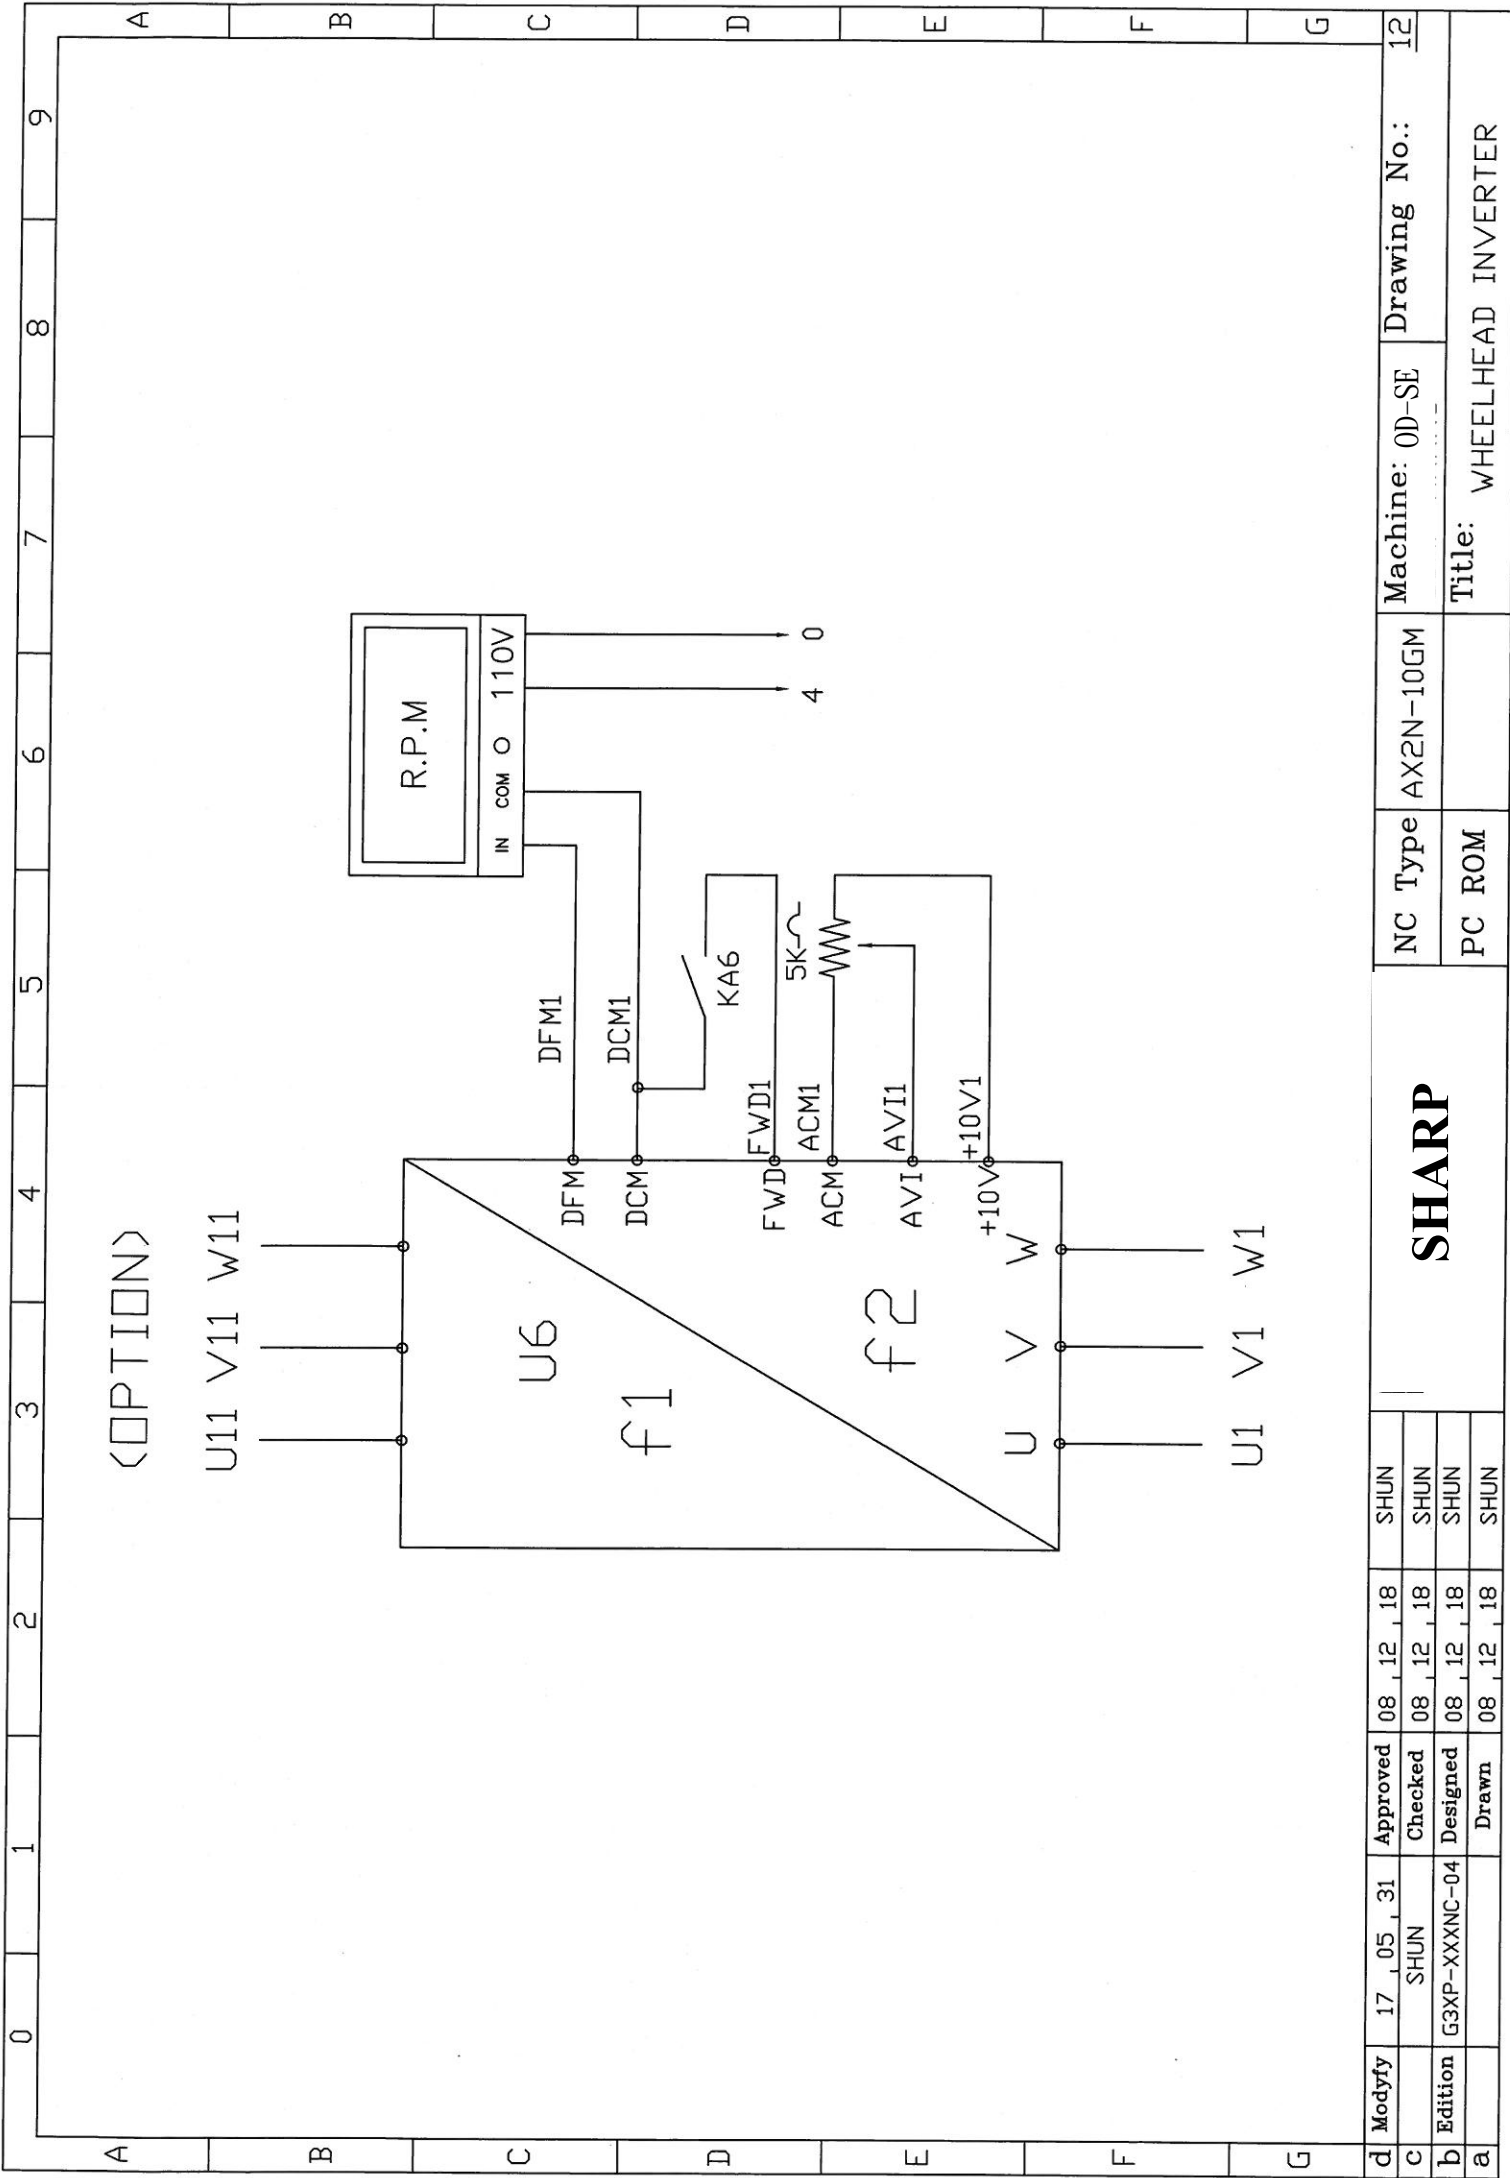 0 1 2 3 4 5 6 7 8 9
A A
B B
C C
D D
E E
F F
G G
(OPTION)
U11 V11 W11
U6
f1
f2
U V W
U1 V1 W1
DFM DFM1
DCM DCM1
KA6
FWD FWD1
5K
ACM ACM1
AVI AVI1
+10V +10V1
R.P.M
IN COM O 110V
4 0
d Modyfy 17 , 05 , 31 Approved 08 , 12 , 18 SHUN
c SHUN Checked 08 , 12 , 18 SHUN
b Edition G3XP-XXXNC-04 Designed 08 , 12 , 18 SHUN
a Drawn 08 , 12 , 18 SHUN
SHARP
NC Type AX2N-10GM
PC ROM
Machine: OD-SE
Drawing No.: 12
Title: WHEELHEAD INVERTER